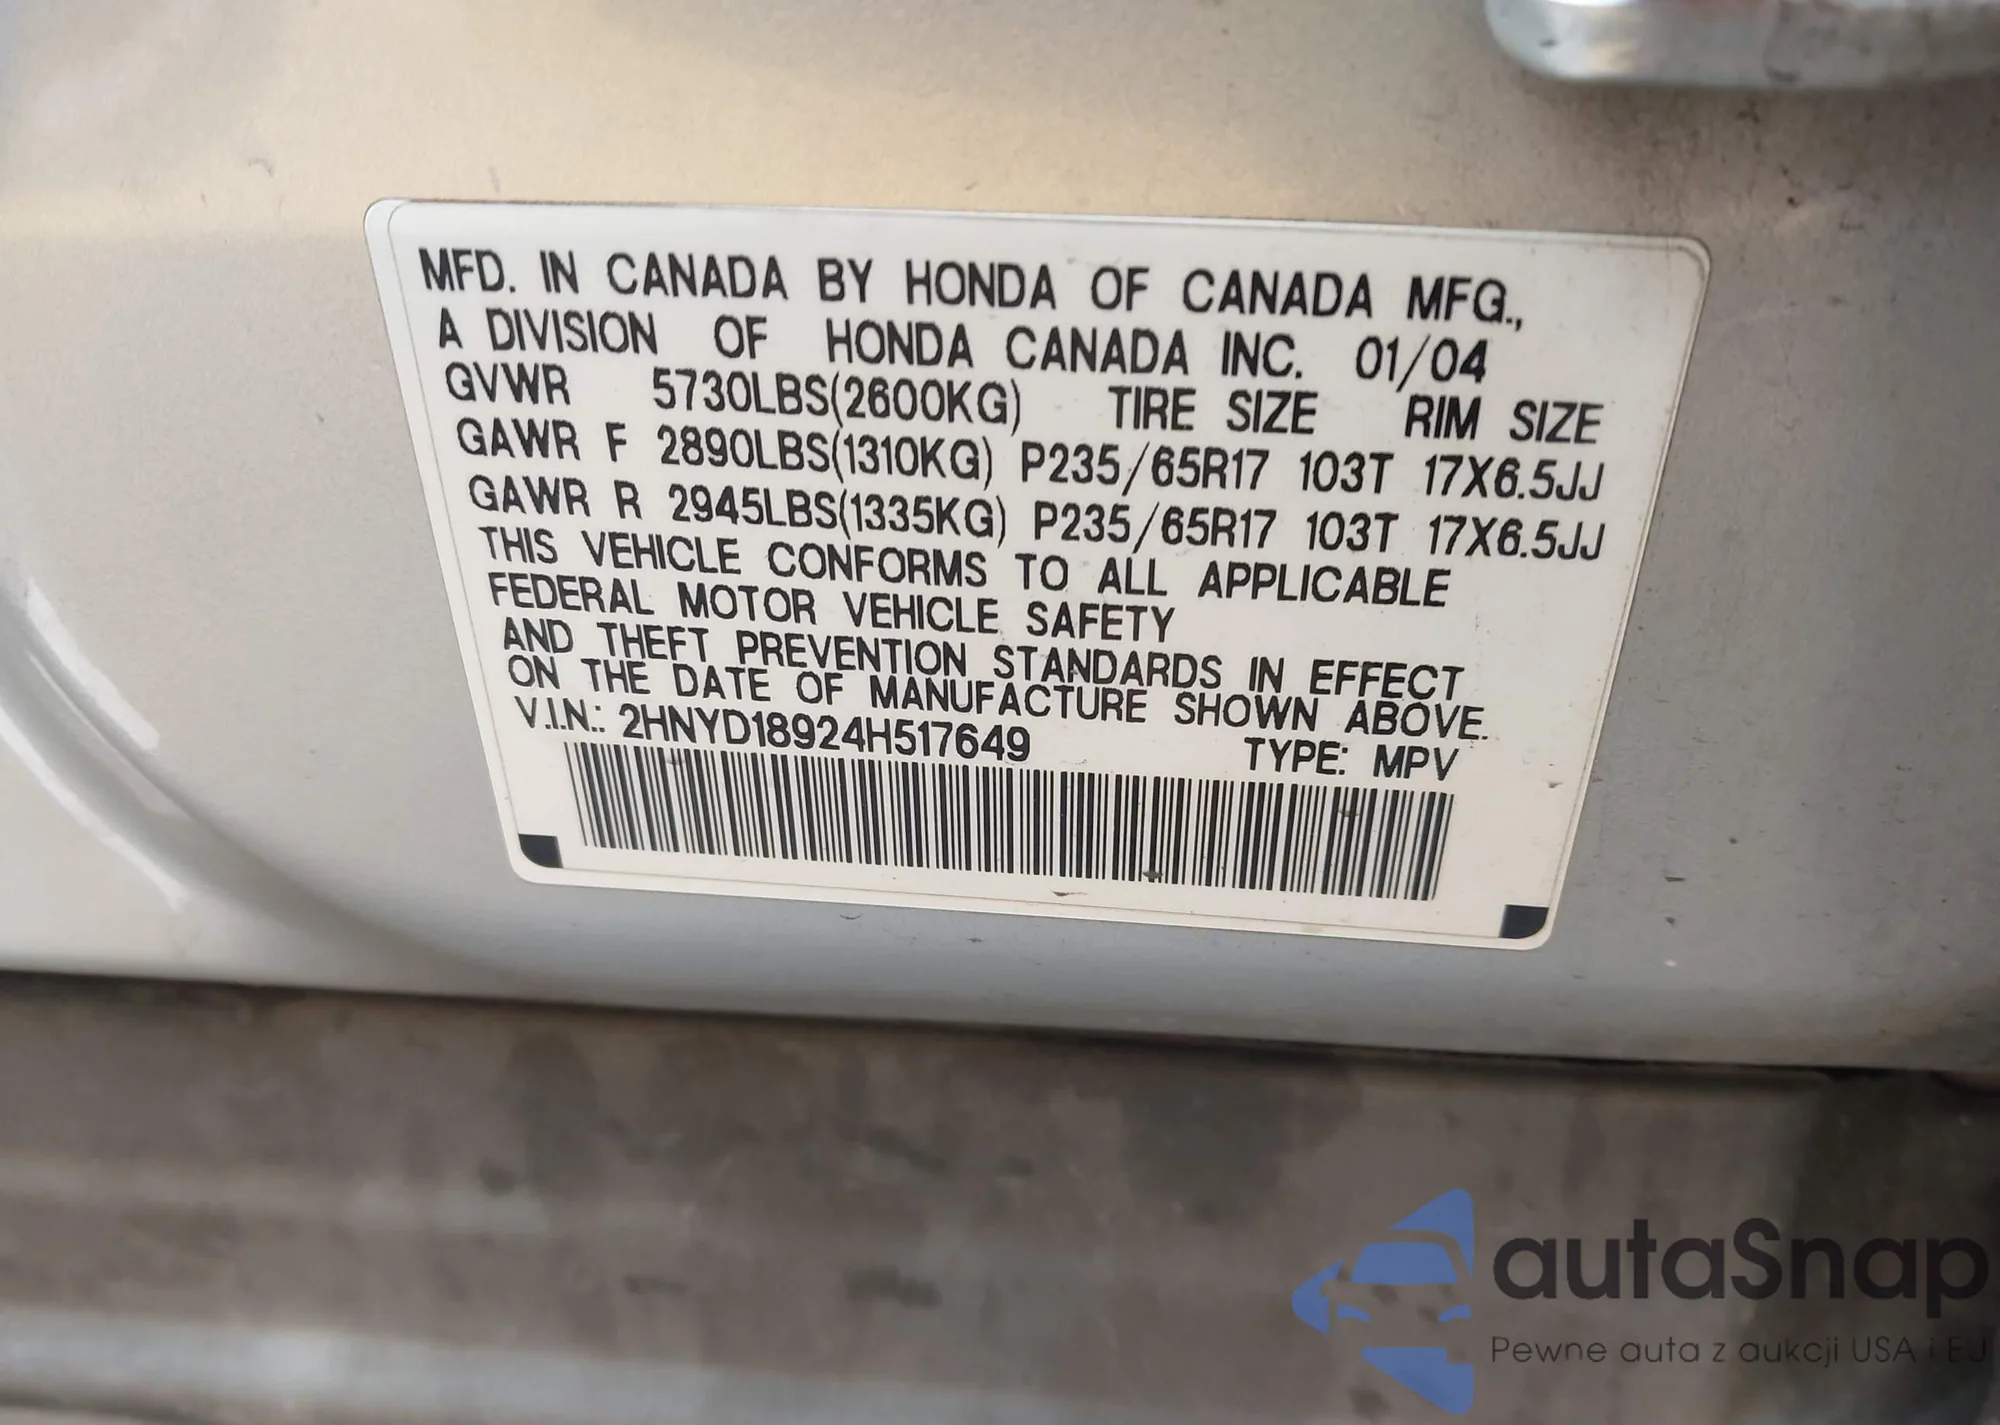 MFD. IN CANADA BY HONDA OF CANADA MFG.,
A DIVISION OF HONDA CANADA INC. 01/04
GVWR 5730LBS(2600KG) TIRE SIZE RIM SIZE
GAWR F 2890LBS(1310KG) P235/65R17 103T 17X6.5JJ
GAWR R 2945LBS(1335KG) P235/65R17 103T 17X6.5JJ
THIS VEHICLE CONFORMS TO ALL APPLICABLE
FEDERAL MOTOR VEHICLE SAFETY
AND THEFT PREVENTION STANDARDS IN EFFECT
ON THE DATE OF MANUFACTURE SHOWN ABOVE.
V.I.N.: 2HNYD18924H517649 TYPE: MPV
autaSnap
Pewne auta z aukcji USA i EU